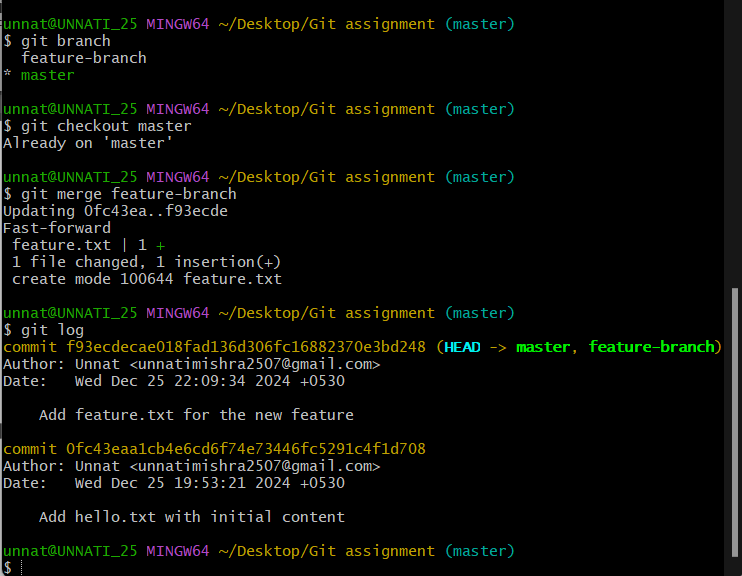 unnat@UNNATI_25 MINGW64 ~/Desktop/Git assignment (master)
$ git branch
  feature-branch
* master

unnat@UNNATI_25 MINGW64 ~/Desktop/Git assignment (master)
$ git checkout master
Already on 'master'

unnat@UNNATI_25 MINGW64 ~/Desktop/Git assignment (master)
$ git merge feature-branch
Updating 0fc43ea..f93ecde
Fast-forward
 feature.txt | 1 +
 1 file changed, 1 insertion(+)
 create mode 100644 feature.txt

unnat@UNNATI_25 MINGW64 ~/Desktop/Git assignment (master)
$ git log
commit f93ecdecae018fad136d306fc16882370e3bd248 (HEAD -> master, feature-branch)
Author: Unnat <unnatimishra2507@gmail.com>
Date:   Wed Dec 25 22:09:34 2024 +0530

    Add feature.txt for the new feature

commit 0fc43eaa1cb4e6cd6f74e73446fc5291c4f1d708
Author: Unnat <unnatimishra2507@gmail.com>
Date:   Wed Dec 25 19:53:21 2024 +0530

    Add hello.txt with initial content

unnat@UNNATI_25 MINGW64 ~/Desktop/Git assignment (master)
$